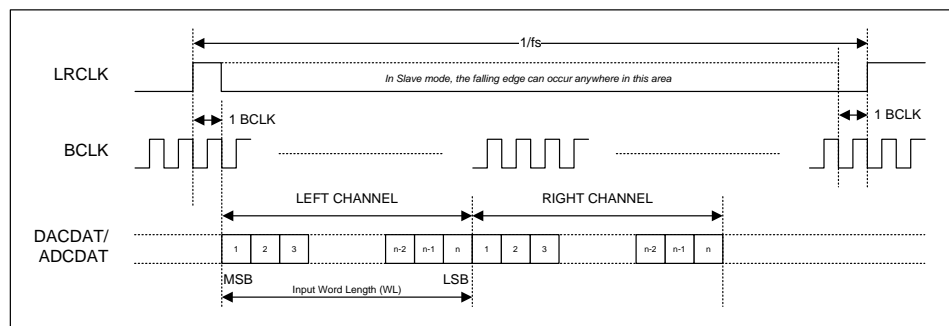 1/fs
LRCLK
In Slave mode, the falling edge can occur anywhere in this area
1 BCLK
1 BCLK
BCLK
LEFT CHANNEL
RIGHT CHANNEL
DACDAT/
ADCDAT
1 2 3 n-2 n-1 n 1 2 3 n-2 n-1 n
MSB
LSB
Input Word Length (WL)